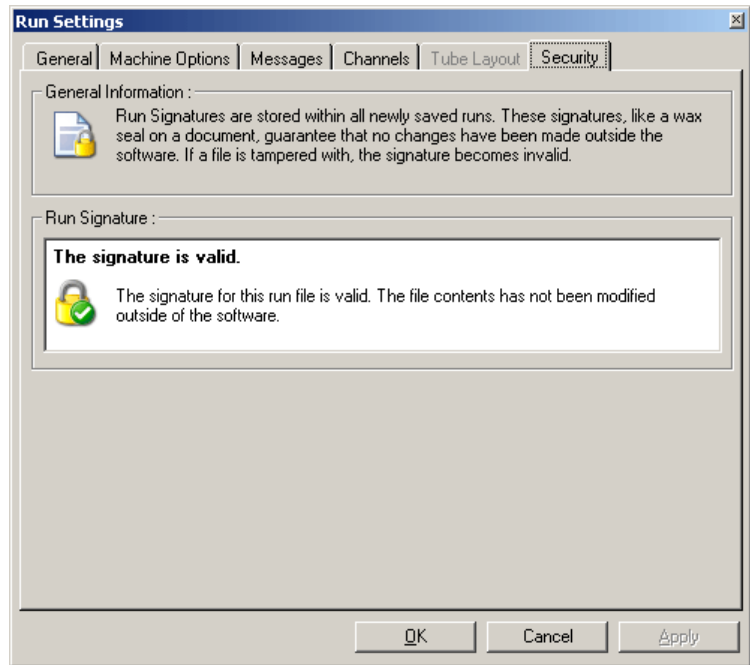 Run Settings
General Machine Options Messages Channels Tube Layout Security
General Information :
Run Signatures are stored within all newly saved runs. These signatures, like a wax
seal on a document, guarantee that no changes have been made outside the
software. If a file is tampered with, the signature becomes invalid.
Run Signature :
The signature is valid.
The signature for this run file is valid. The file contents has not been modified
outside of the software.
OK Cancel Apply